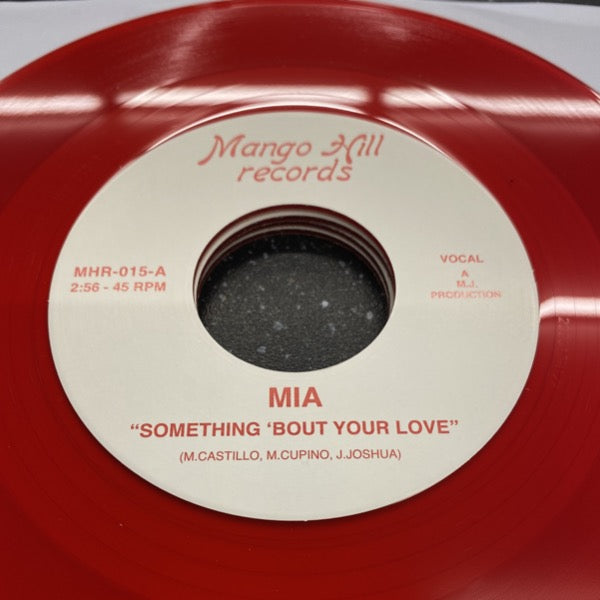 Mango Hill
records
MHR-015-A
2:56 - 45 RPM
VOCAL
A
M.J.
PRODUCTION
MIA
“SOMETHING ‘BOUT YOUR LOVE”
(M.CASTILLO, M.CUPINO, J.JOSHUA)